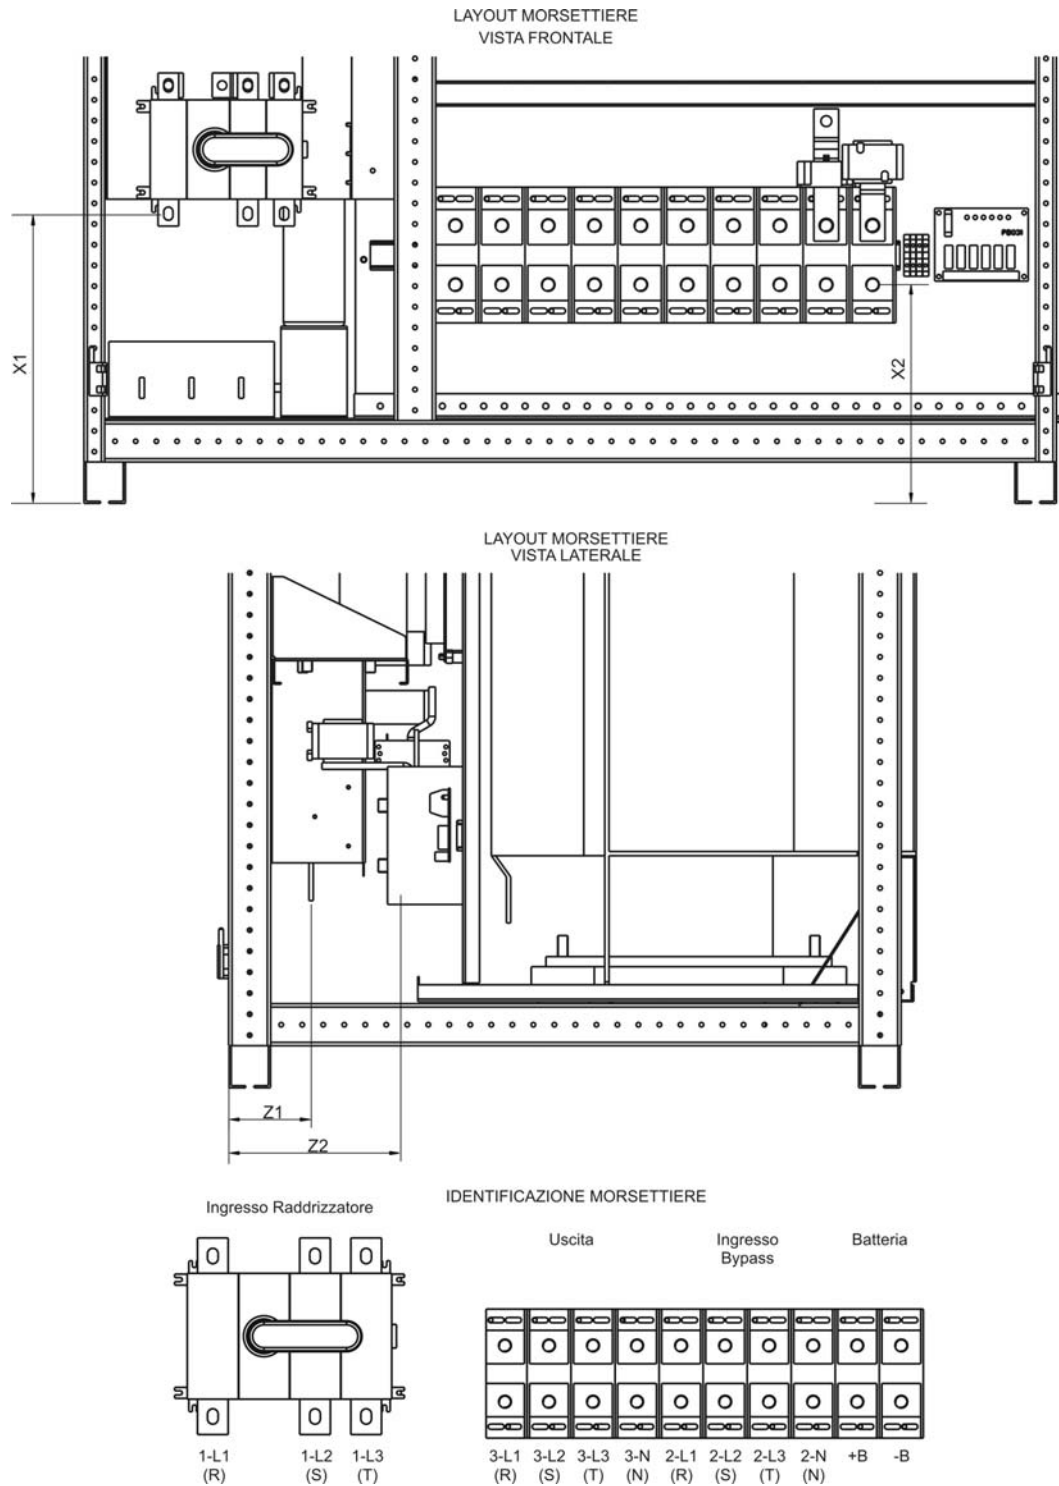 LAYOUT MORSETTIERE
VISTA FRONTALE
X1
X2
LAYOUT MORSETTIERE
VISTA LATERALE
Z1
Z2
IDENTIFICAZIONE MORSETTIERE
Ingresso Raddrizzatore
Uscita
Ingresso
Bypass
Batteria
1-L1 1-L2 1-L3
(R) (S) (T)
3-L1 3-L2 3-L3 3-N 2-L1 2-L2 2-L3 2-N +B -B
(R) (S) (T) (N) (R) (S) (T) (N)